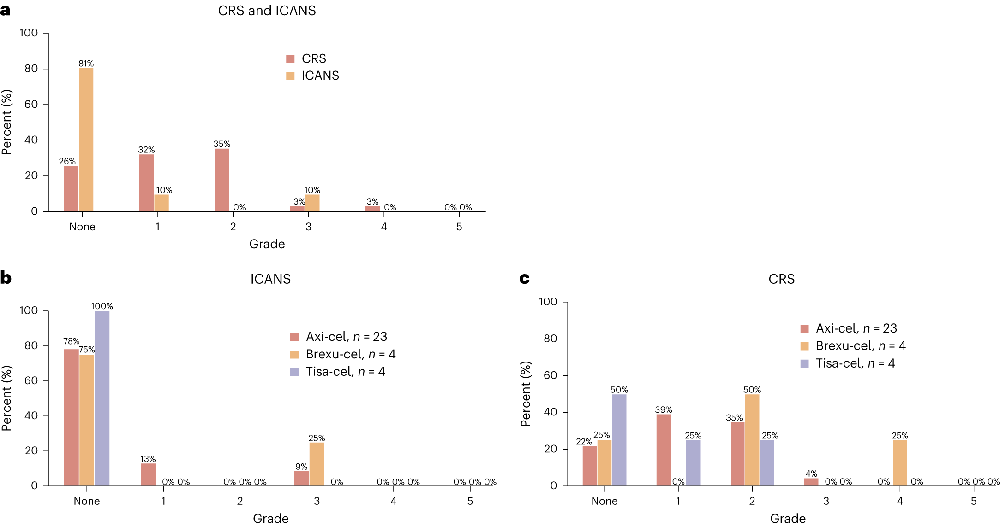 a
CRS and ICANS
Percent (%)
100
80
60
40
20
0
CRS
ICANS
26%
81%
32%
10%
35%
0%
3%
10%
3%
0%
0% 0%
None
1
2
3
4
5
Grade
b
ICANS
Percent (%)
100
80
60
40
20
0
Axi-cel, n = 23
Brexu-cel, n = 4
Tisa-cel, n = 4
78%
75%
100%
13%
0% 0%
0% 0% 0%
9%
25%
0%
0% 0% 0%
0% 0% 0%
None
1
2
3
4
5
Grade
c
CRS
Percent (%)
100
80
60
40
20
0
Axi-cel, n = 23
Brexu-cel, n = 4
Tisa-cel, n = 4
22%
25%
50%
39%
0%
25%
35%
50%
25%
4%
0% 0%
0%
25%
0%
0% 0% 0%
None
1
2
3
4
5
Grade